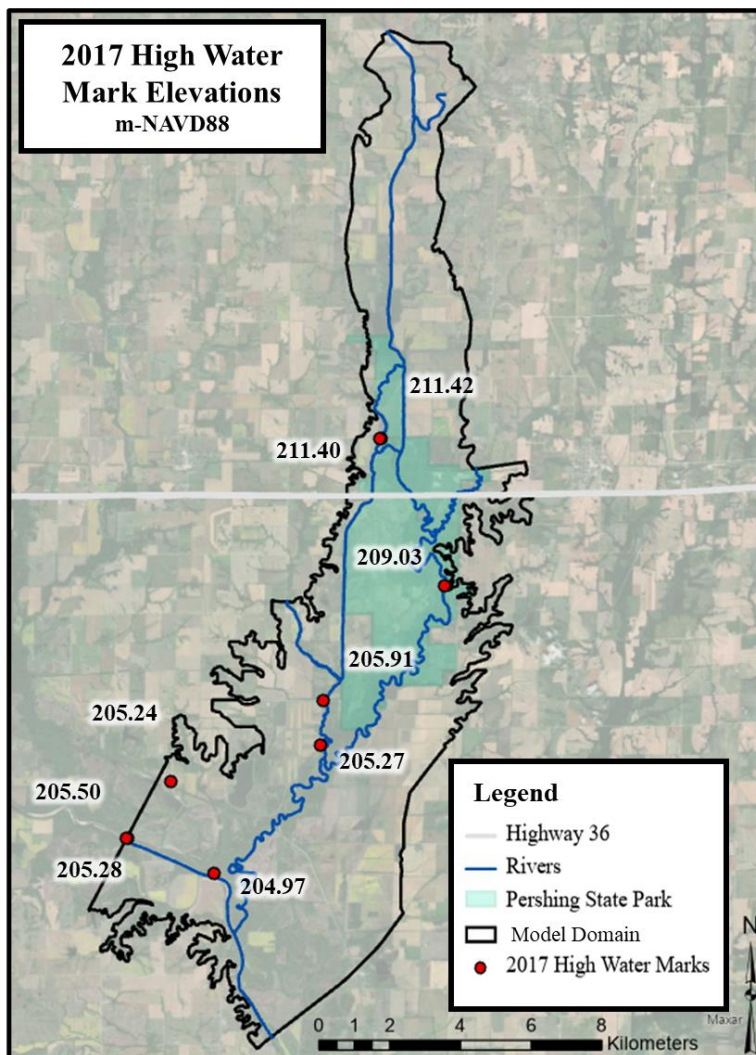 2017 High Water
Mark Elevations
m-NAVD88
211.42
211.40
209.03
205.91
205.24
205.27
205.50
205.28
204.97
Legend
Highway 36
Rivers
Pershing State Park
Model Domain
2017 High Water Marks
N
Maxar
0 1 2 4 6 8
Kilometers